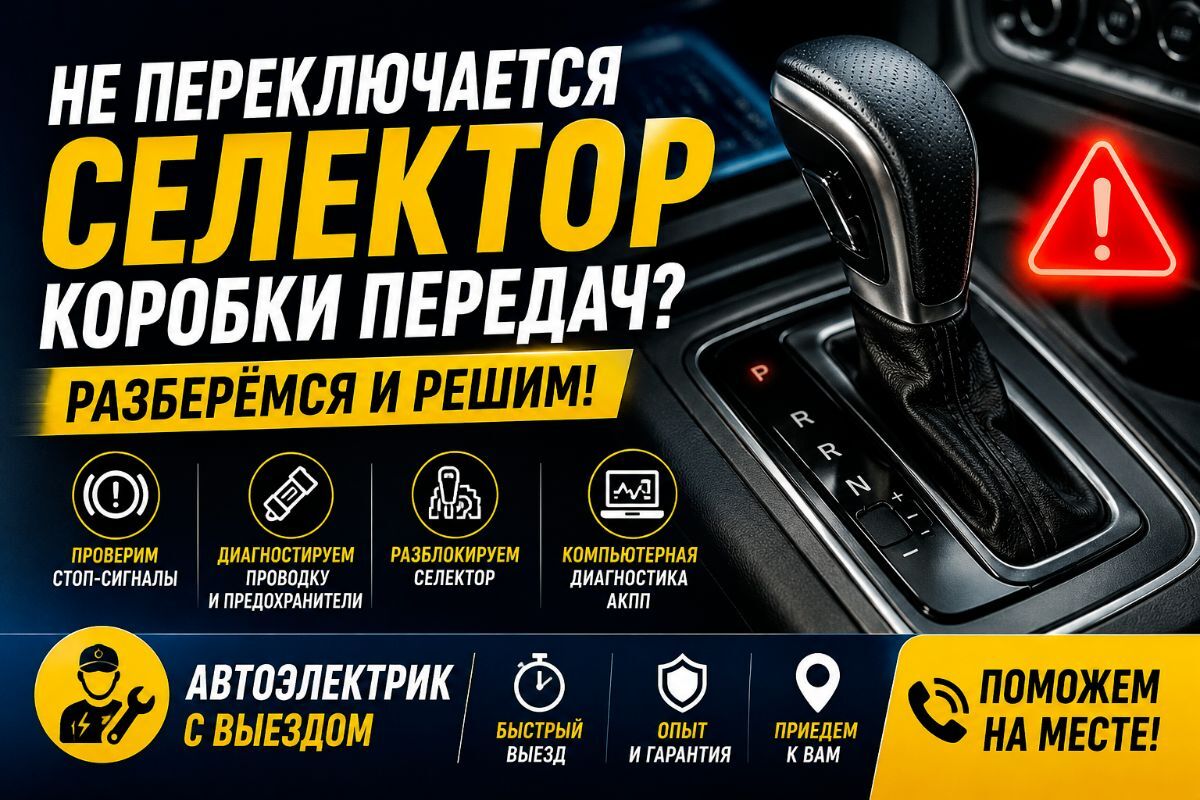 НЕ ПЕРЕКЛЮЧАЕТСЯ
СЕЛЕКТОР
КОРОБКИ ПЕРЕДАЧ?
РАЗБЕРЁМСЯ И РЕШИМ!
P
R
R
N
+
–
ПРОВЕРИМ
СТОП-СИГНАЛЫ
ДИАГНОСТИРУЕМ
ПРОВОДКУ
И ПРЕДОХРАНИТЕЛИ
РАЗБЛОКИРУЕМ
СЕЛЕКТОР
КОМПЬЮТЕРНАЯ
ДИАГНОСТИКА
АКПП
АВТОЭЛЕКТРИК
С ВЫЕЗДОМ
БЫСТРЫЙ
ВЫЕЗД
ОПЫТ
И ГАРАНТИЯ
ПРИЕДЕМ
К ВАМ
ПОМОЖЕМ
НА МЕСТЕ!